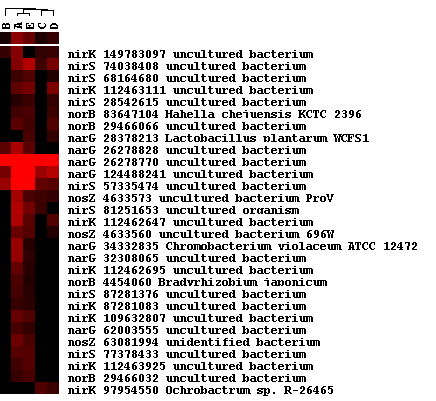 B A E C D
nirK 149783097 uncultured bacterium
nirS 74038408 uncultured bacterium
nirS 68164680 uncultured bacterium
nirK 112463111 uncultured bacterium
nirS 28542615 uncultured bacterium
norB 83647104 Hahella chejuensis KCTC 2396
norB 29466066 uncultured bacterium
narG 28378213 Lactobacillus plantarum WCFS1
narG 26278828 uncultured bacterium
narG 26278770 uncultured bacterium
narG 124488241 uncultured bacterium
nirS 57335474 uncultured bacterium
nosZ 4633573 uncultured bacterium ProV
nirS 81251653 uncultured organism
nirK 112462647 uncultured bacterium
nosZ 4633560 uncultured bacterium 696W
narG 34332835 Chromobacterium violaceum ATCC 12472
narG 32308065 uncultured bacterium
nirK 112462695 uncultured bacterium
norB 4454060 Bradyrhizobium japonicum
nirS 87281376 uncultured bacterium
nirK 87281083 uncultured bacterium
nirK 109632807 uncultured bacterium
narG 62003555 uncultured bacterium
nosZ 63081994 unidentified bacterium
nirS 77378433 uncultured bacterium
nirK 112463925 uncultured bacterium
norB 29466032 uncultured bacterium
nirK 97954550 Ochrobactrum sp. R-26465